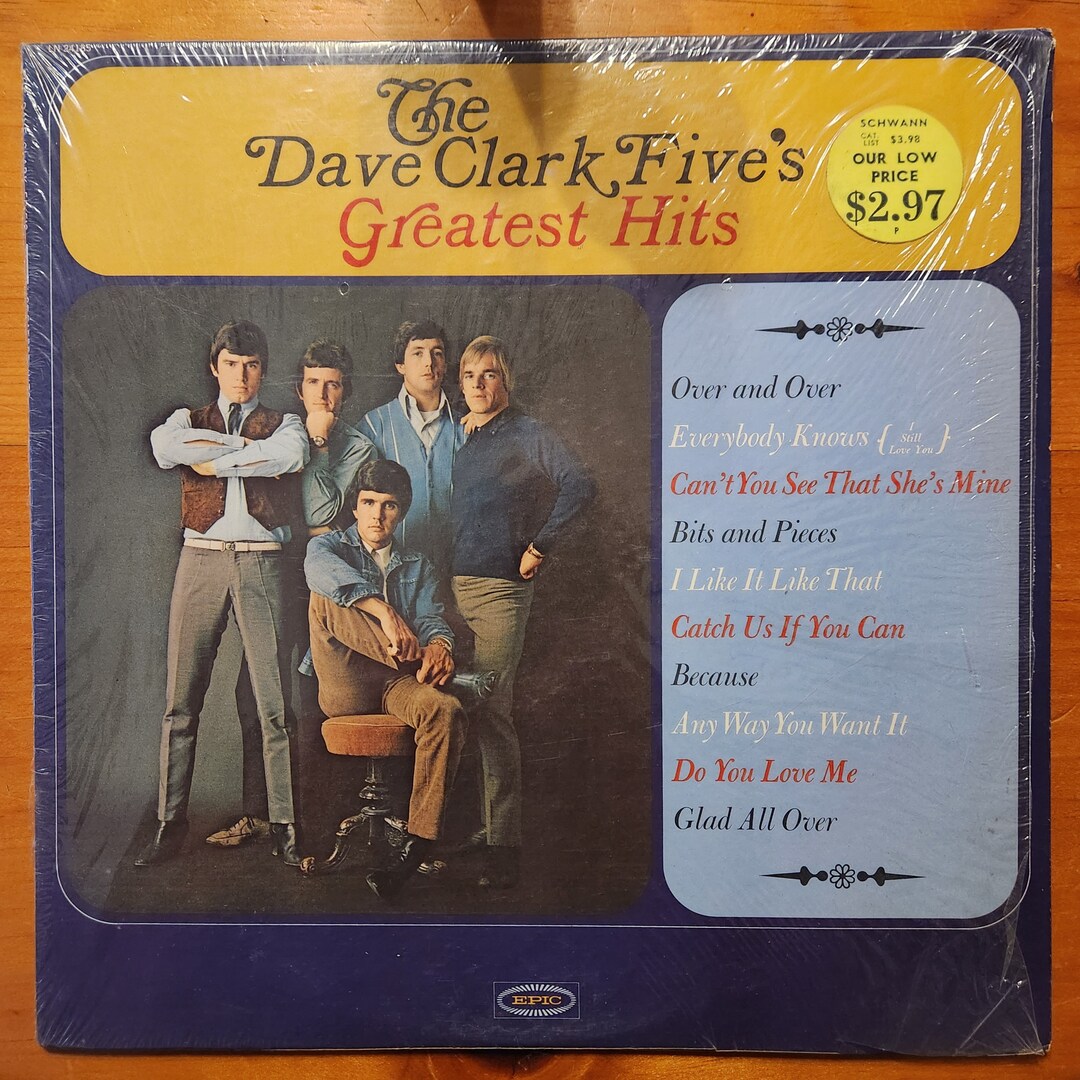 LN 24185
The
Dave Clark Five's
Greatest Hits
SCHWANN
CAT. LIST $3.98
OUR LOW
PRICE
$2.97
P
Over and Over
Everybody Knows {I Still Love You}
Can't You See That She's Mine
Bits and Pieces
I Like It Like That
Catch Us If You Can
Because
Any Way You Want It
Do You Love Me
Glad All Over
EPIC